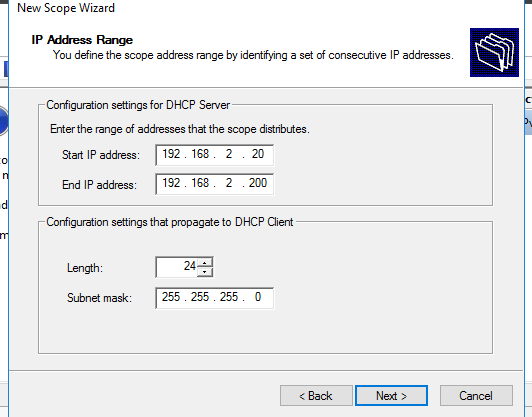 New Scope Wizard
IP Address Range
You define the scope address range by identifying a set of consecutive IP addresses.
Configuration settings for DHCP Server
Enter the range of addresses that the scope distributes.
Start IP address: 192 . 168 . 2 . 20
End IP address: 192 . 168 . 2 . 200
Configuration settings that propagate to DHCP Client
Length: 24
Subnet mask: 255 . 255 . 255 . 0
< Back Next > Cancel